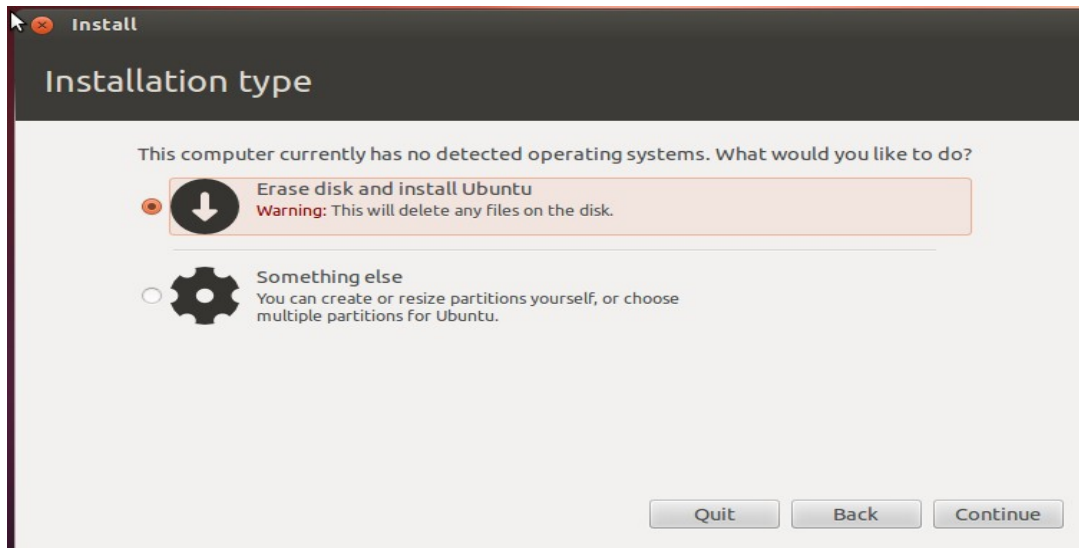 Install
Installation type
This computer currently has no detected operating systems. What would you like to do?
Erase disk and install Ubuntu
Warning: This will delete any files on the disk.
Something else
You can create or resize partitions yourself, or choose
multiple partitions for Ubuntu.
Quit Back Continue